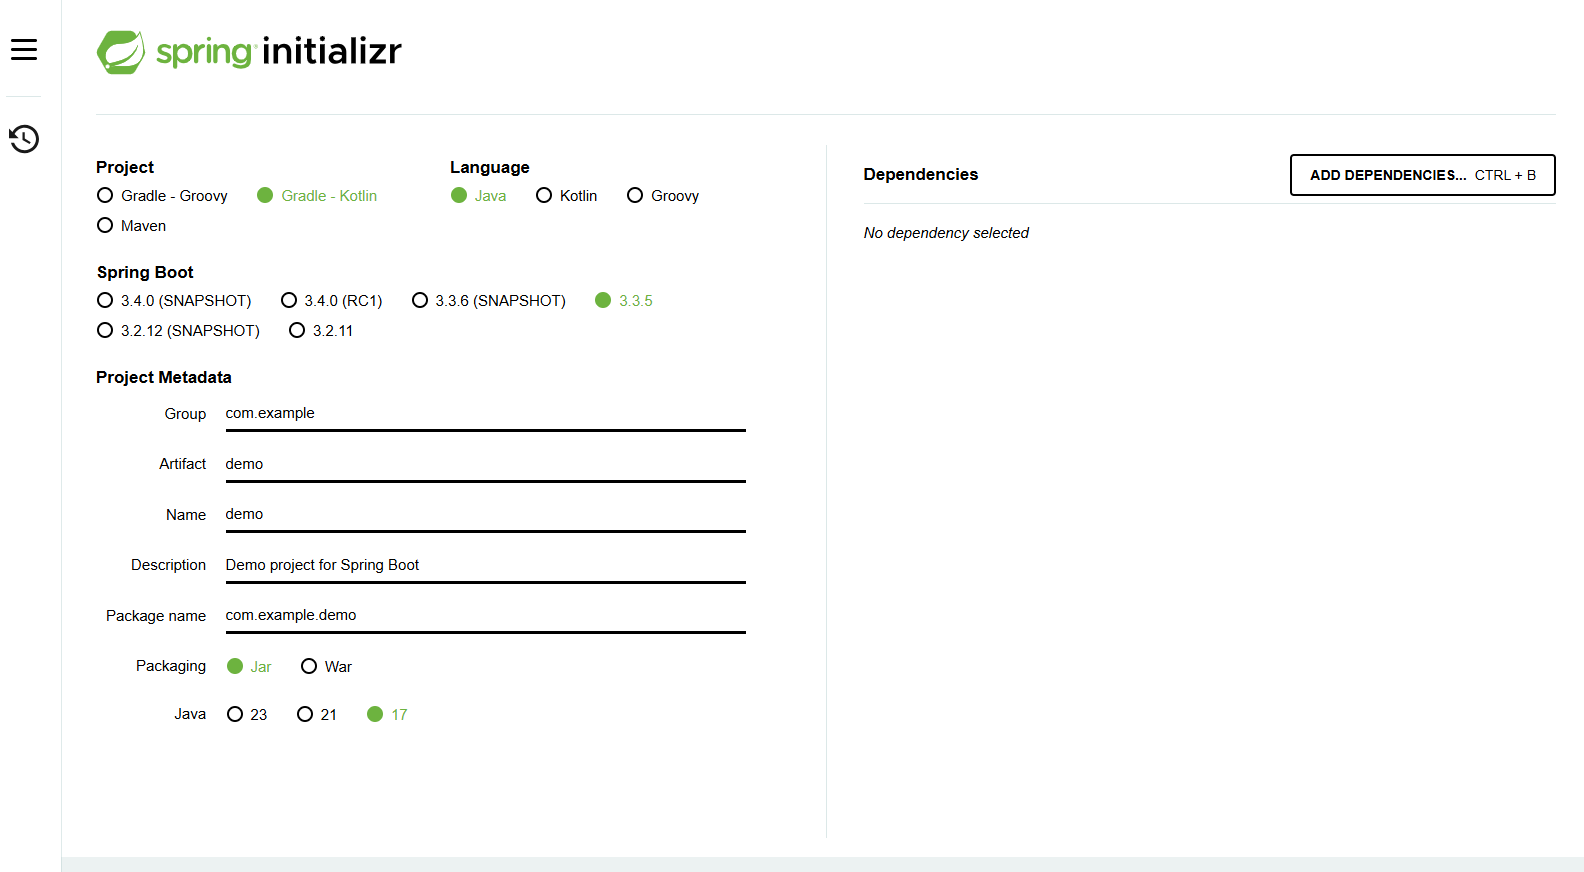 spring initializr
Project
Gradle - Groovy Gradle - Kotlin
Maven
Language
Java Kotlin Groovy
Spring Boot
3.4.0 (SNAPSHOT) 3.4.0 (RC1) 3.3.6 (SNAPSHOT) 3.3.5
3.2.12 (SNAPSHOT) 3.2.11
Project Metadata
Group com.example
Artifact demo
Name demo
Description Demo project for Spring Boot
Package name com.example.demo
Packaging Jar War
Java 23 21 17
Dependencies
ADD DEPENDENCIES... CTRL + B
No dependency selected